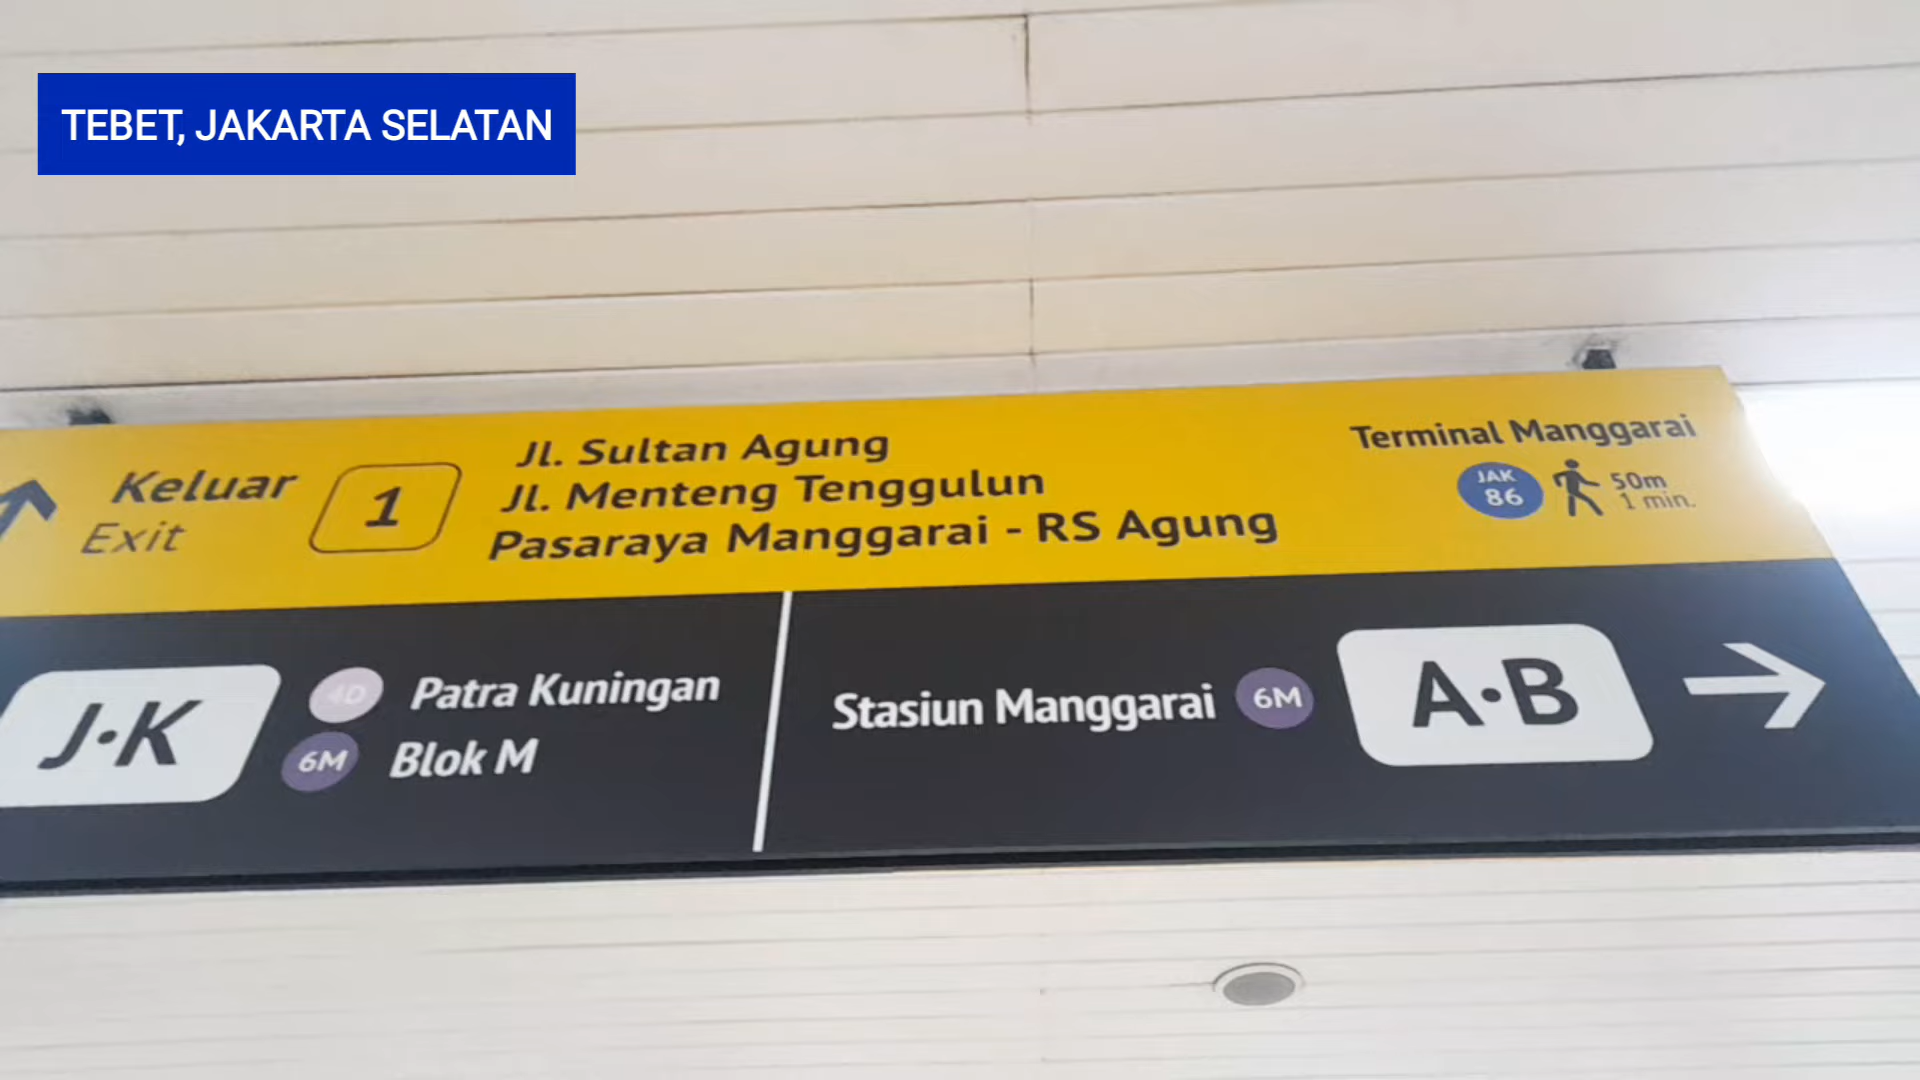 TEBET, JAKARTA SELATAN
Keluar
Exit
1
Jl. Sultan Agung
Jl. Menteng Tenggulun
Pasaraya Manggarai - RS Agung
Terminal Manggarai
JAK
86
50m
1 min.
J·K
4D Patra Kuningan
6M Blok M
Stasiun Manggarai 6M A·B